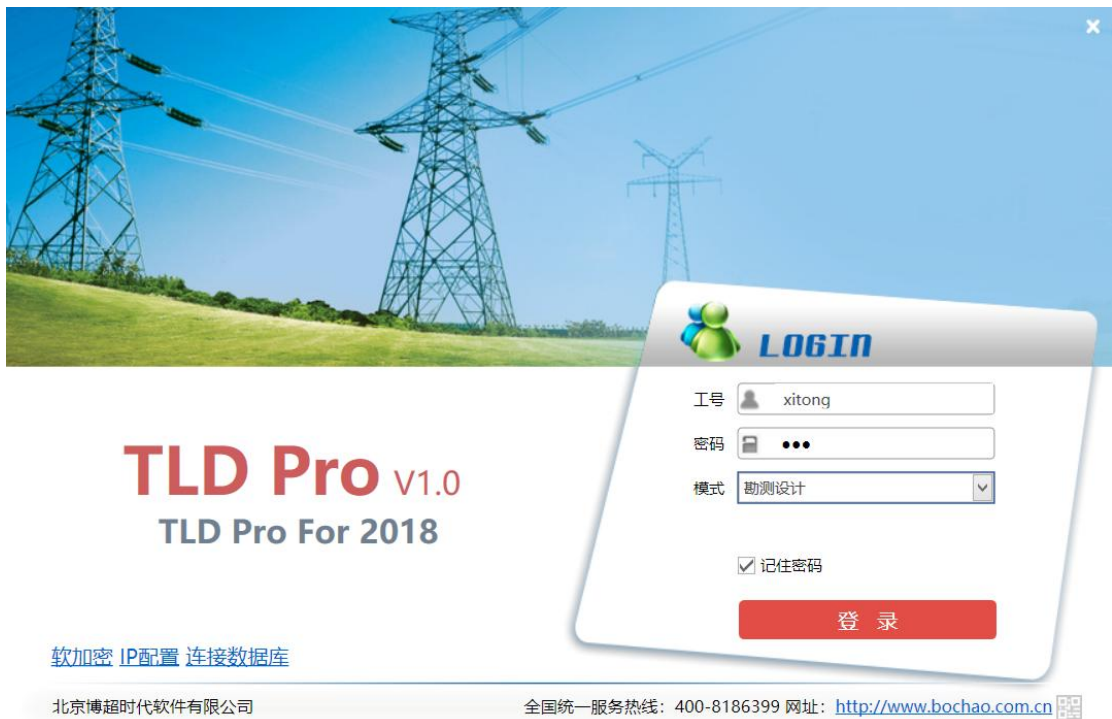 LOGIN
工号 xitong
密码 •••
模式 勘测设计
记住密码
登 录
TLD Pro V1.0
TLD Pro For 2018
软加密 IP配置 连接数据库
北京博超时代软件有限公司 全国统一服务热线：400-8186399 网址：http://www.bochao.com.cn